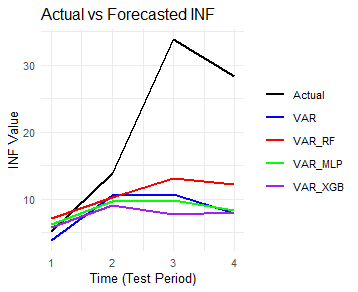 Actual vs Forecasted INF
INF Value
30
20
10
1 2 3 4
Time (Test Period)
Actual
VAR
VAR_RF
VAR_MLP
VAR_XGB